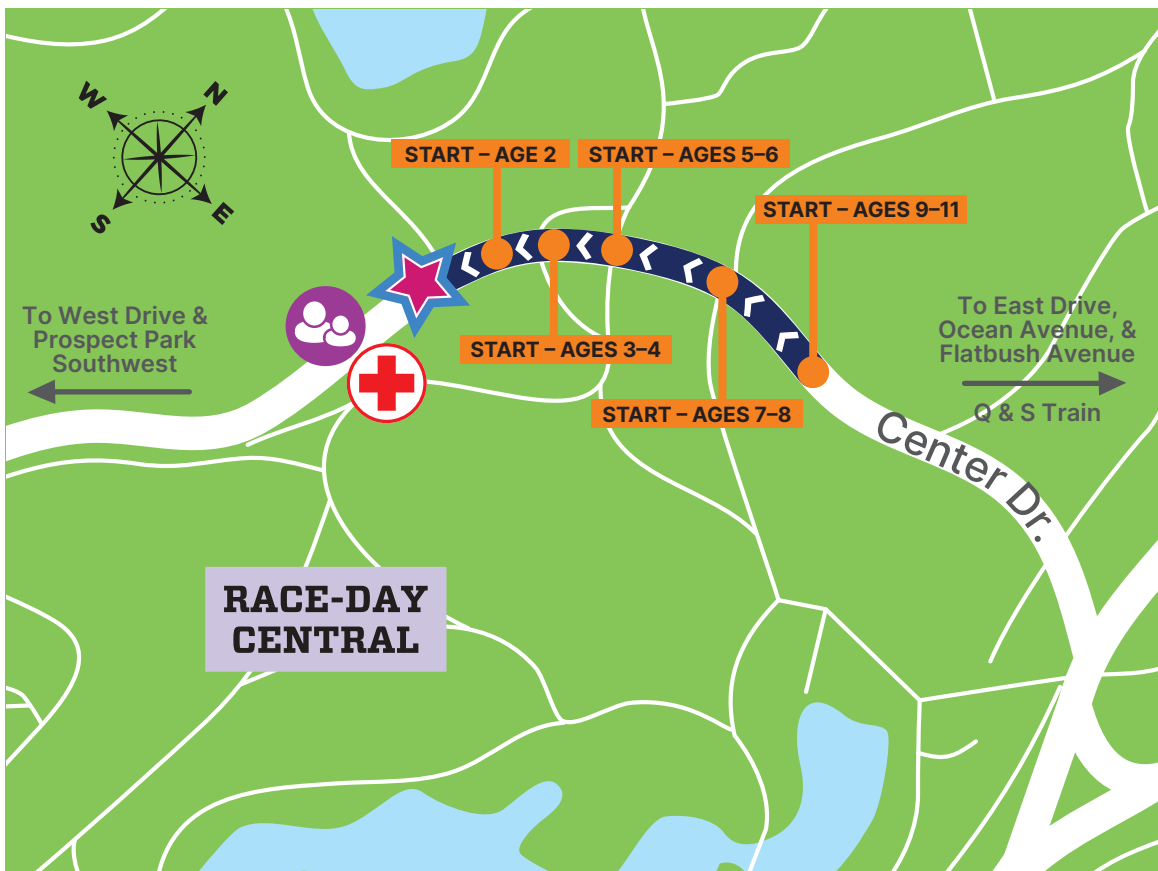 W
N
S
E
START – AGE 2
START – AGES 5–6
START – AGES 9–11
To West Drive &
Prospect Park
Southwest
START – AGES 3–4
START – AGES 7–8
To East Drive,
Ocean Avenue, &
Flatbush Avenue
Q & S Train
Center Dr.
RACE-DAY
CENTRAL